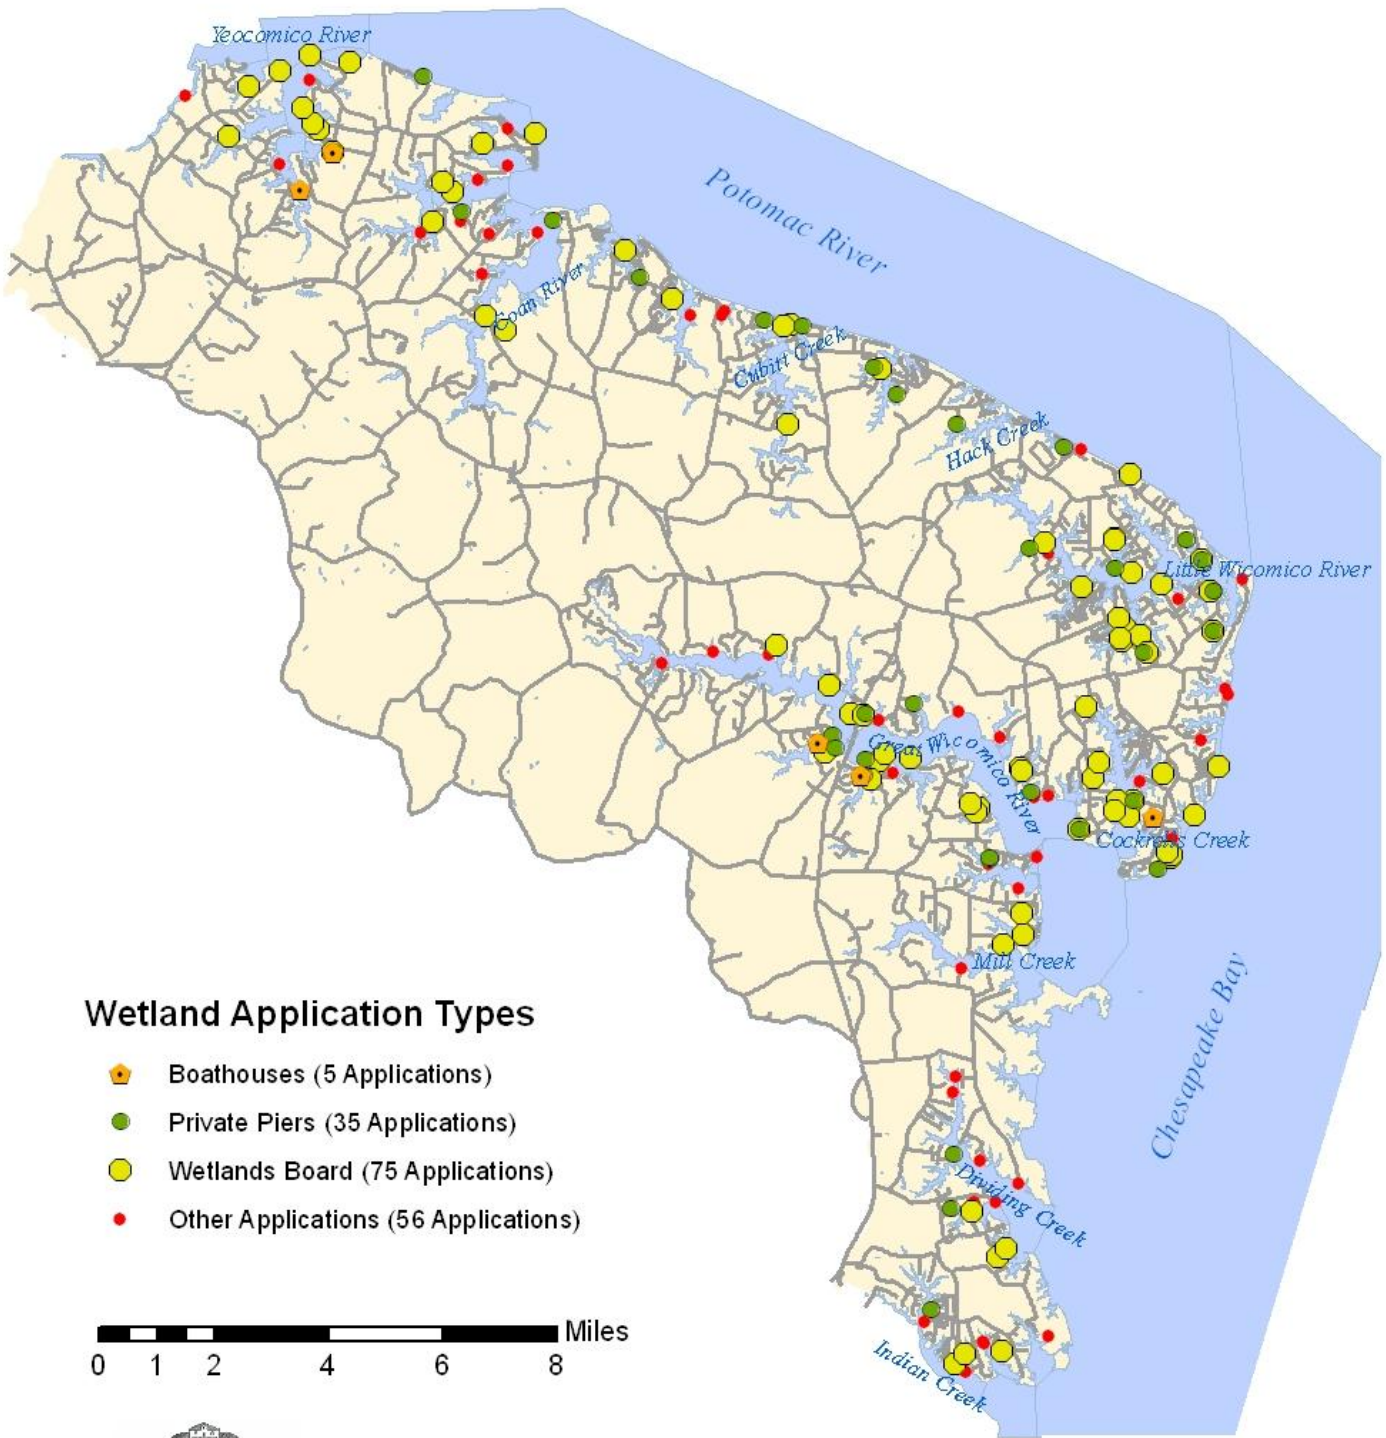 Yeocomico River
Potomac River
Coan River
Cubitt Creek
Hack Creek
Little Wicomico River
Great Wicomico River
Cockrells Creek
Mill Creek
Chesapeake Bay
Dividing Creek
Indian Creek
Wetland Application Types
Boathouses (5 Applications)
Private Piers (35 Applications)
Wetlands Board (75 Applications)
Other Applications (56 Applications)
Miles
0 1 2 4 6 8